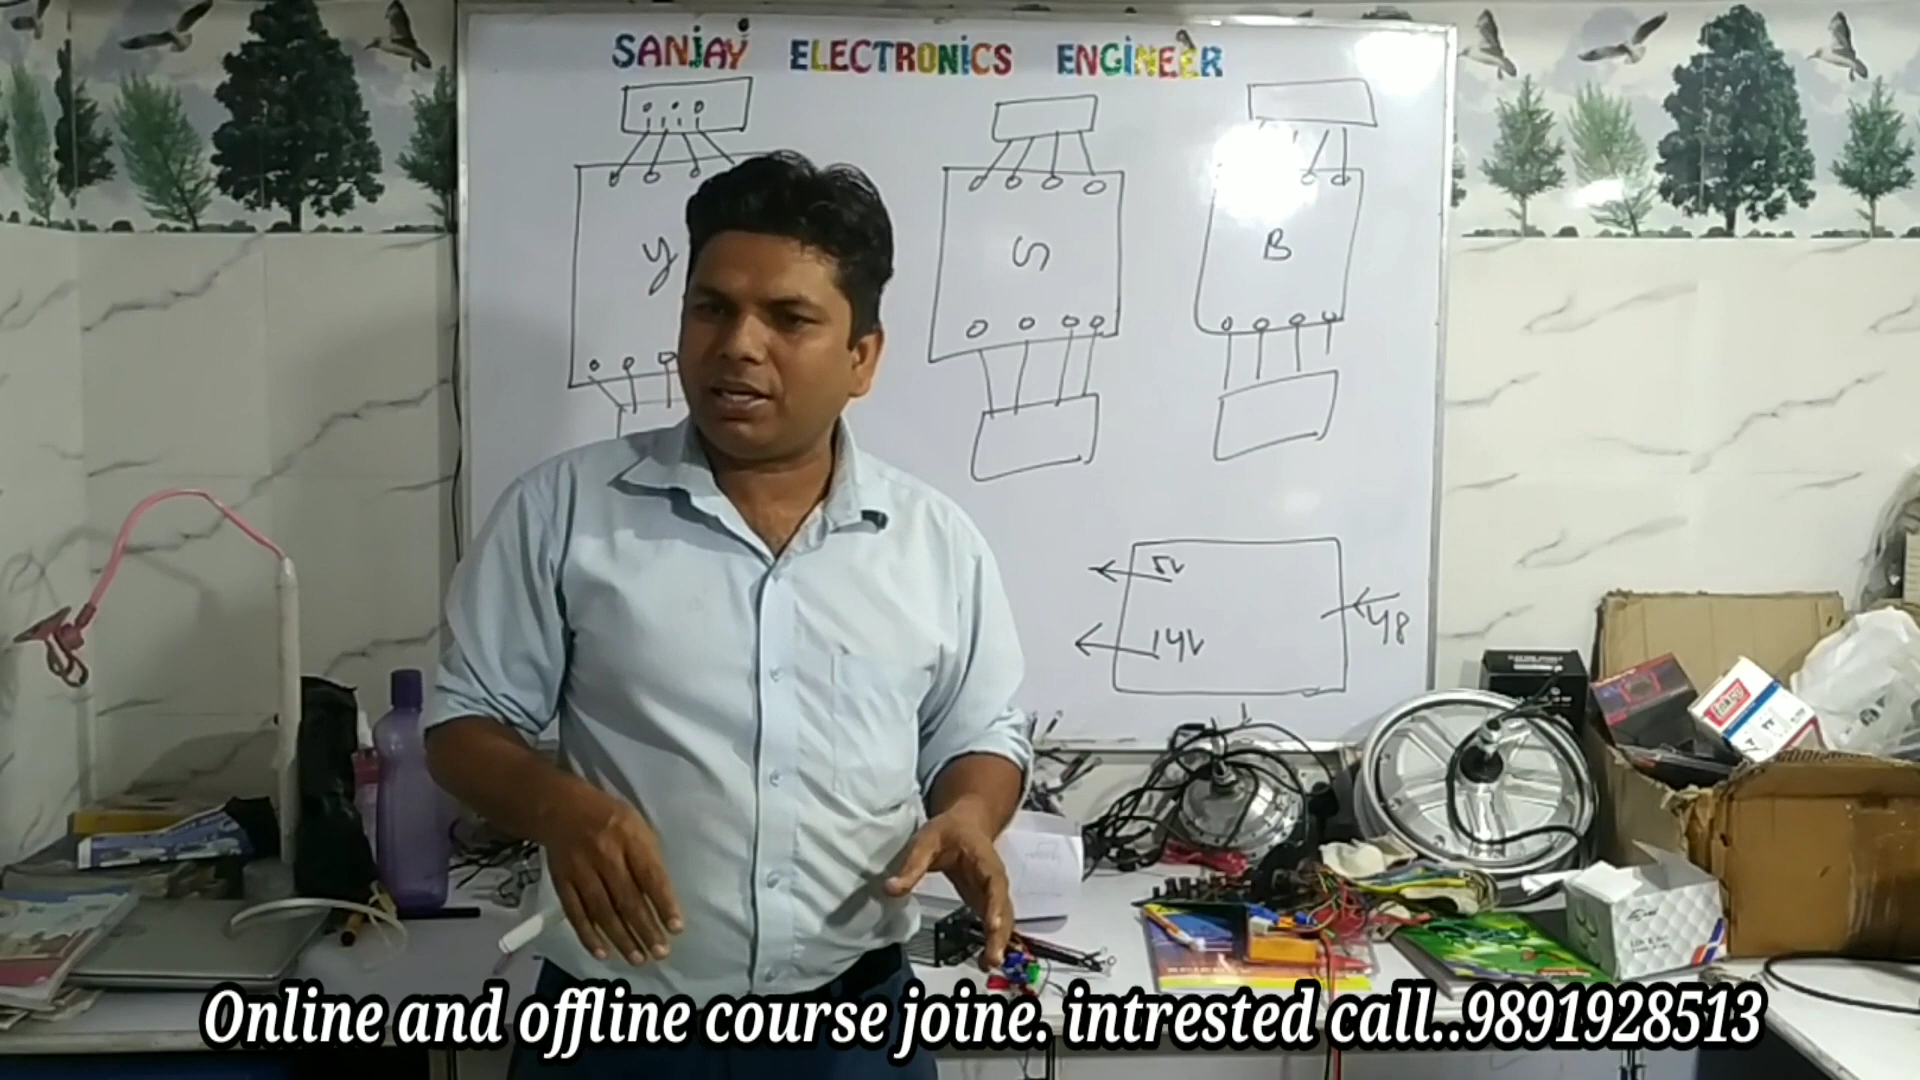 SANJAY ELECTRONICS ENGINEER
Y
S
B
5V
48
14V
Online and offline course joine. intrested call..9891928513